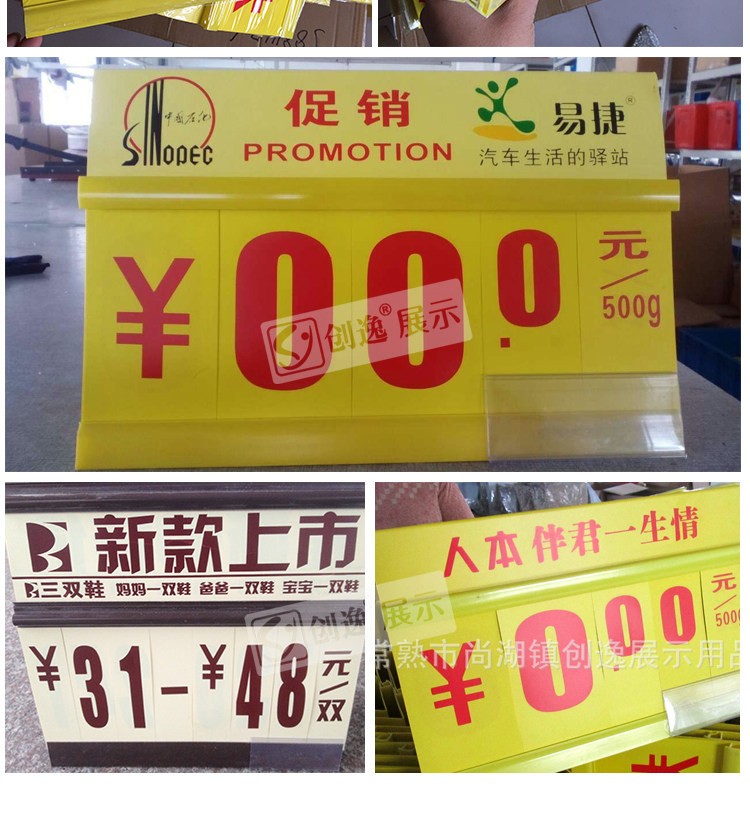 中国石化
SINOPEC
促销
PROMOTION
易捷®
汽车生活的驿站
¥ 00.0 元/500g
创逸®展示
新款上市
三双鞋 妈妈一双鞋 爸爸一双鞋 宝宝一双鞋
¥31-¥48 元/双
创逸展示
人本 伴君一生情
¥0.00 元/500g
常熟市尚湖镇创逸展示用品